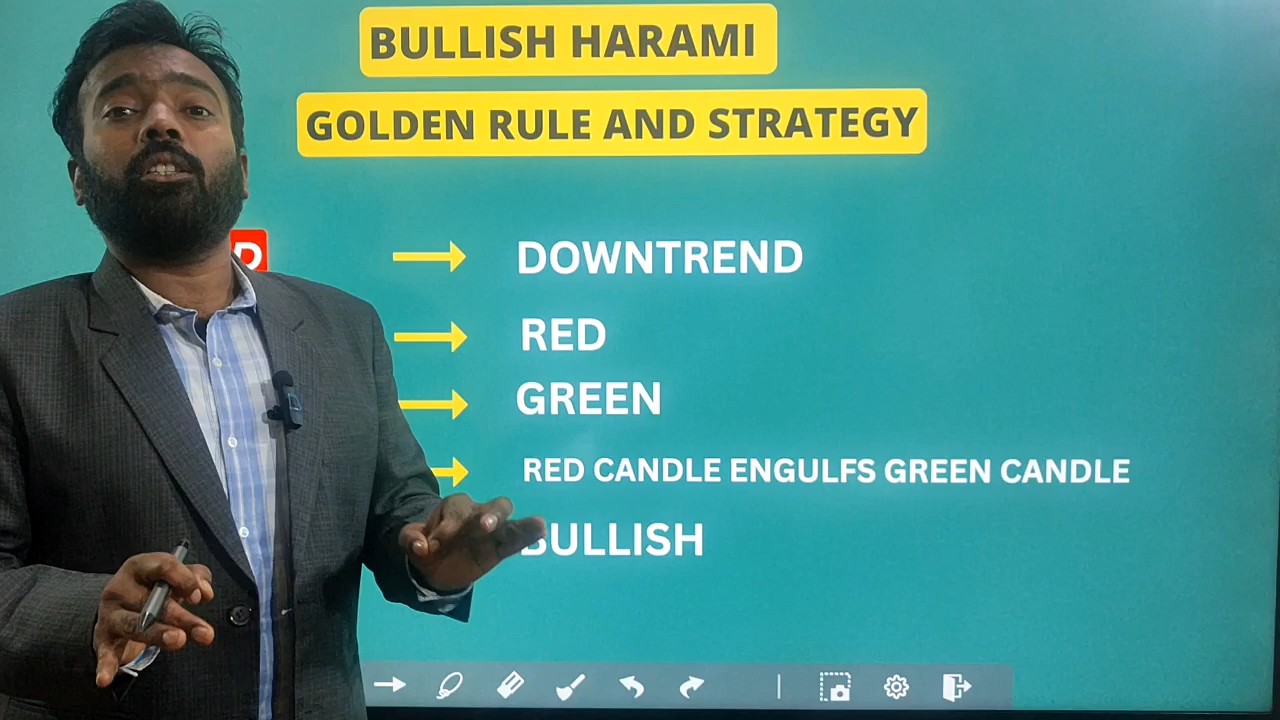 BULLISH HARAMI
GOLDEN RULE AND STRATEGY
DOWNTREND
RED
GREEN
RED CANDLE ENGULFS GREEN CANDLE
BULLISH